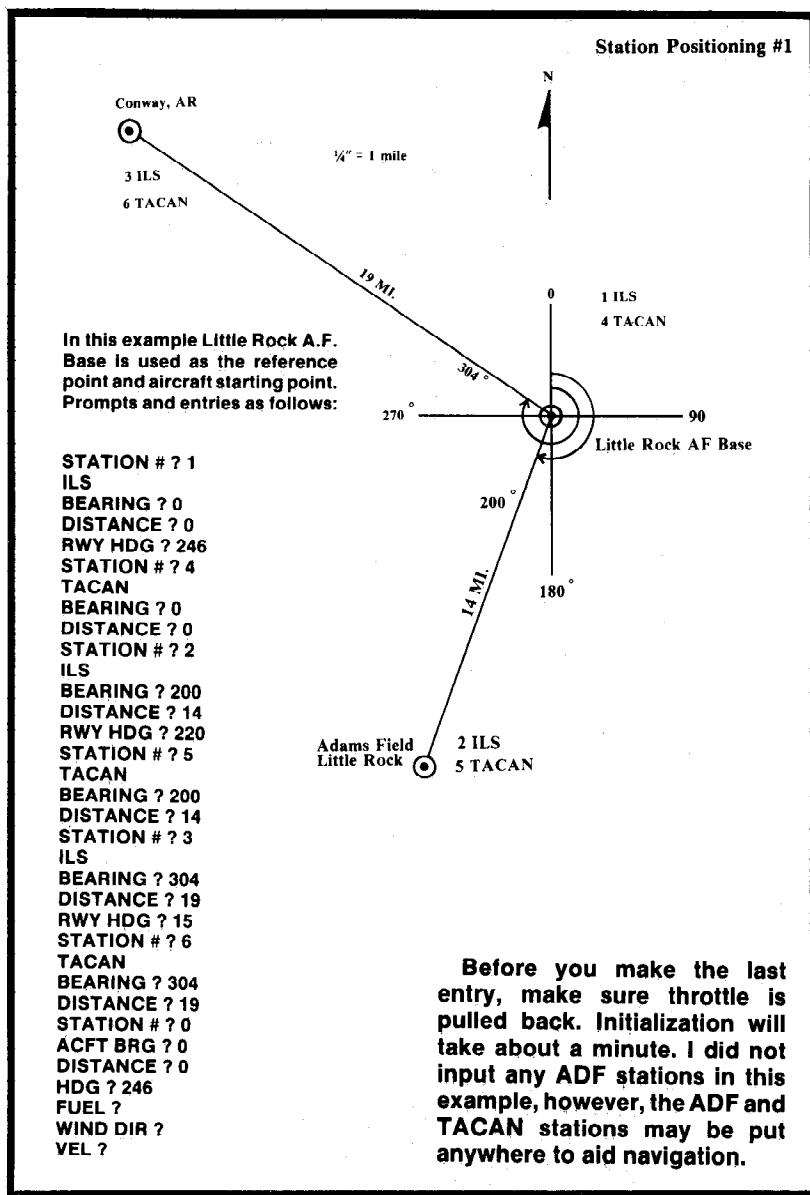 Station Positioning #1
N
Conway, AR
¼" = 1 mile
3 ILS
6 TACAN
19 MI.
0
1 ILS
4 TACAN
In this example Little Rock A.F.
Base is used as the reference
point and aircraft starting point.
Prompts and entries as follows:
304°
270°
90
Little Rock AF Base
STATION # ? 1
ILS
BEARING ? 0
DISTANCE ? 0
RWY HDG ? 246
STATION # ? 4
TACAN
BEARING ? 0
DISTANCE ? 0
STATION # ? 2
ILS
BEARING ? 200
DISTANCE ? 14
RWY HDG ? 220
STATION # ? 5
TACAN
BEARING ? 200
DISTANCE ? 14
STATION # ? 3
ILS
BEARING ? 304
DISTANCE ? 19
RWY HDG ? 15
STATION # ? 6
TACAN
BEARING ? 304
DISTANCE ? 19
STATION # ? 0
ACFT BRG ? 0
DISTANCE ? 0
HDG ? 246
FUEL ?
WIND DIR ?
VEL ?
200°
14 MI.
180°
Adams Field
Little Rock
2 ILS
5 TACAN
Before you make the last
entry, make sure throttle is
pulled back. Initialization will
take about a minute. I did not
input any ADF stations in this
example, however, the ADF and
TACAN stations may be put
anywhere to aid navigation.